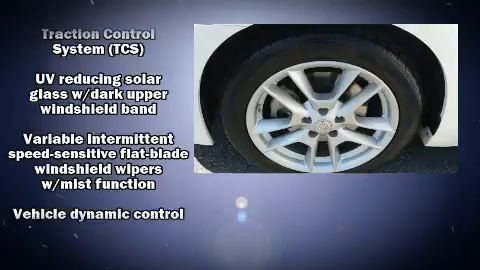 Traction Control
System (TCS)
UV reducing solar
glass w/dark upper
windshield band
Variable intermittent
speed-sensitive flat-blade
windshield wipers
w/mist function
Vehicle dynamic control